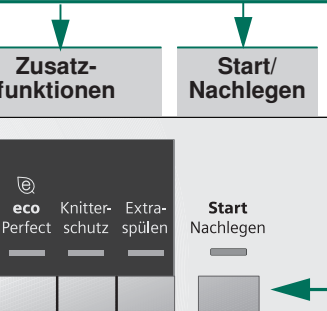 Zusatz-
funktionen
Start/
Nachlegen
e
eco
Perfect
Knitter-
schutz
Extra-
spülen
Start
Nachlegen